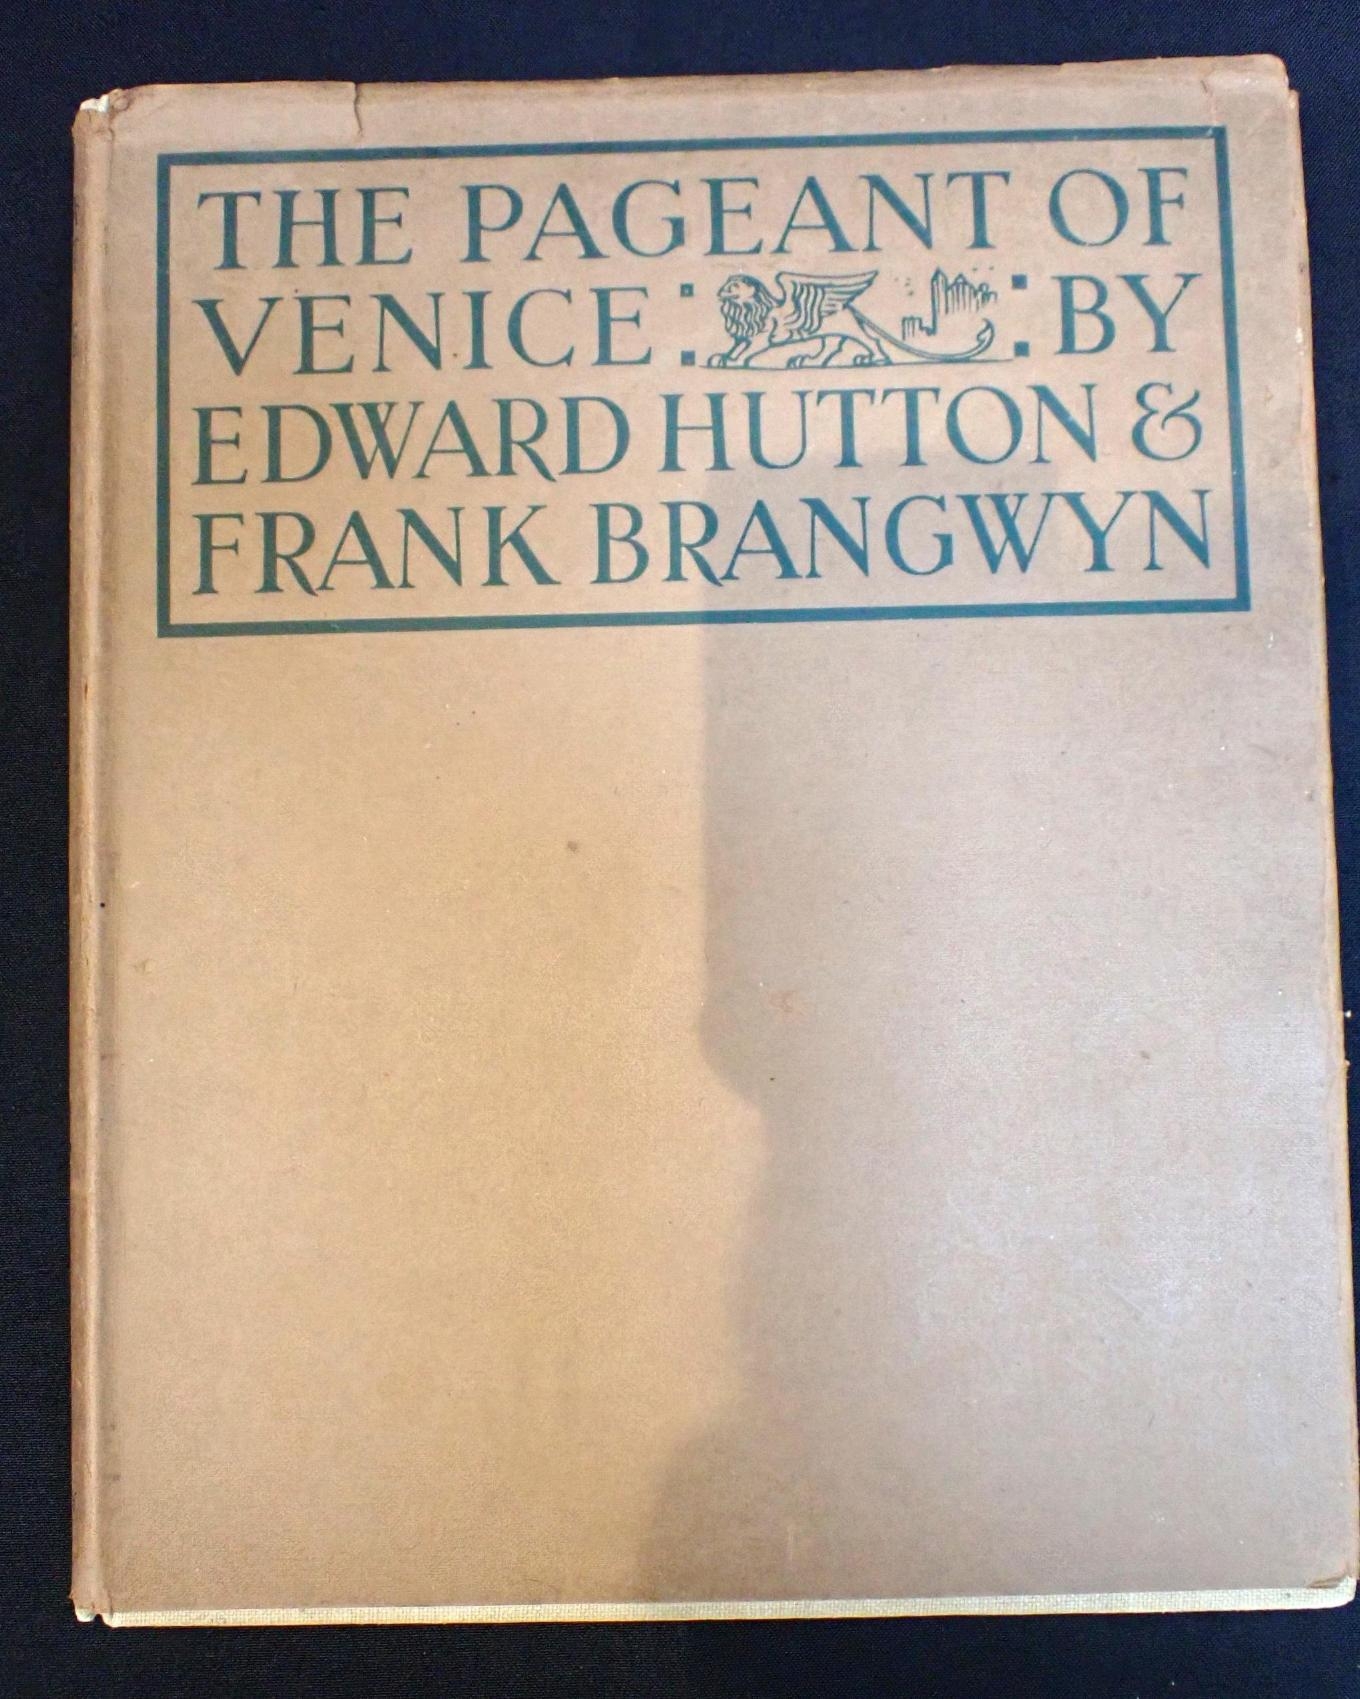 THE PAGEANT OF
VENICE : : BY
EDWARD HUTTON &
FRANK BRANGWYN